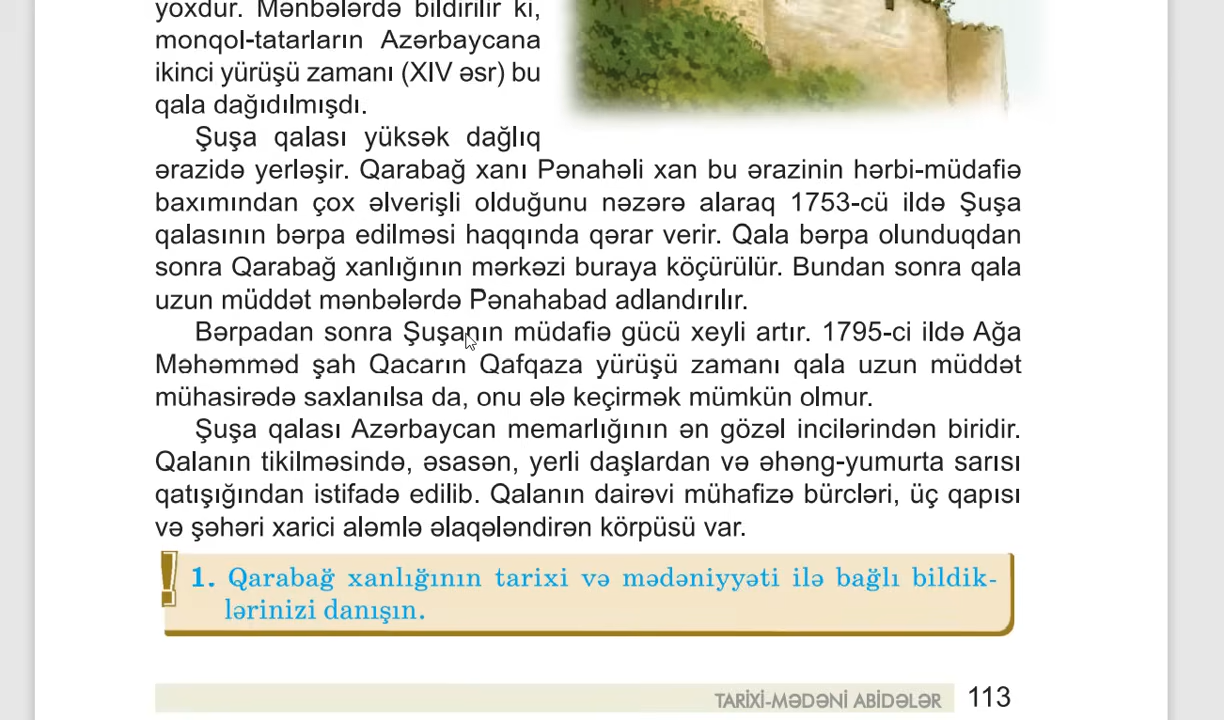 yoxdur. Mənbələrdə bildirilir ki,
monqol-tatarların Azərbaycana
ikinci yürüşü zamanı (XIV əsr) bu
qala dağıdılmışdı.
Şuşa qalası yüksək dağlıq
ərazidə yerləşir. Qarabağ xanı Pənahəli xan bu ərazinin hərbi-müdafiə
baxımından çox əlverişli olduğunu nəzərə alaraq 1753-cü ildə Şuşa
qalasının bərpa edilməsi haqqında qərar verir. Qala bərpa olunduqdan
sonra Qarabağ xanlığının mərkəzi buraya köçürülür. Bundan sonra qala
uzun müddət mənbələrdə Pənahabad adlandırılır.
Bərpadan sonra Şuşanın müdafiə gücü xeyli artır. 1795-ci ildə Ağa
Məhəmməd şah Qacarın Qafqaza yürüşü zamanı qala uzun müddət
mühasirədə saxlanılsa da, onu ələ keçirmək mümkün olmur.
Şuşa qalası Azərbaycan memarlığının ən gözəl incilərindən biridir.
Qalanın tikilməsində, əsasən, yerli daşlardan və əhəng-yumurta sarısı
qatışığından istifadə edilib. Qalanın dairəvi mühafizə bürcləri, üç qapısı
və şəhəri xarici aləmlə əlaqələndirən körpüsü var.
! 1. Qarabağ xanlığının tarixi və mədəniyyəti ilə bağlı bildik-
lərinizi danışın.
TARİXİ-MƏDƏNİ ABİDƏLƏR 113